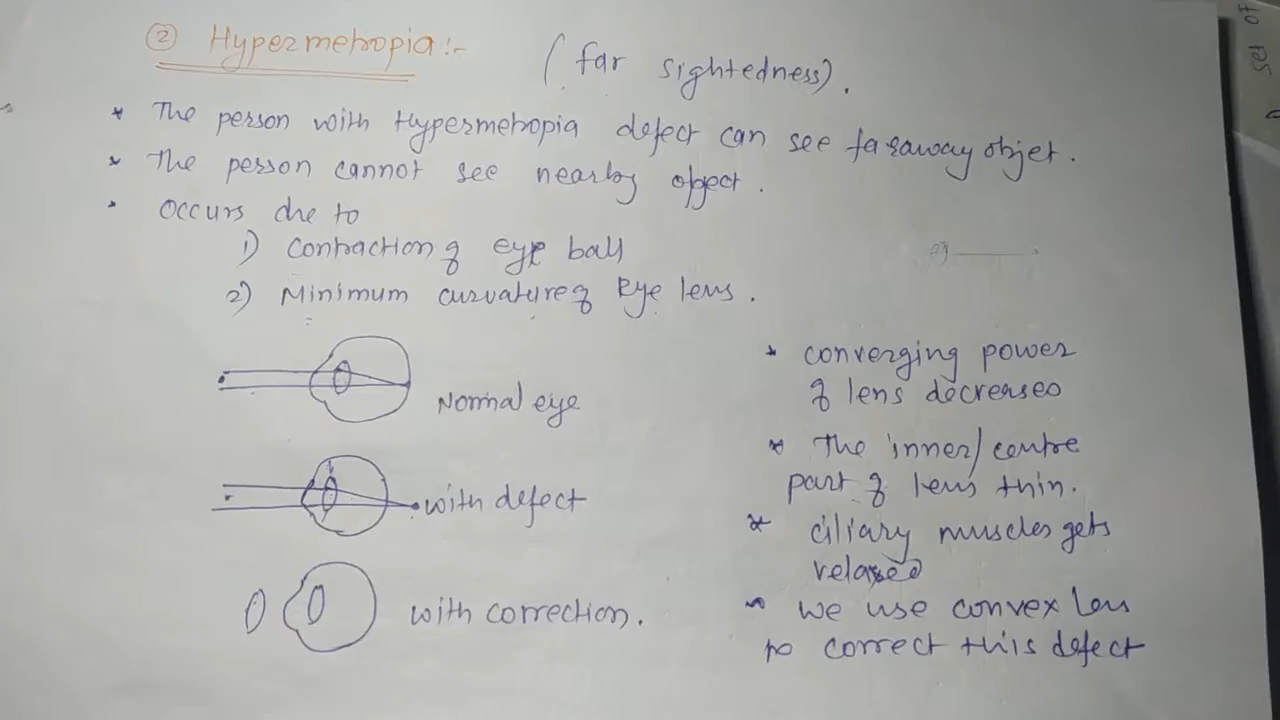 ② Hypermetropia:-
(far sightedness).
* The person with Hypermetropia defect can see faraway objet.
* The person cannot see nearby object.
• occurs due to
1) contraction of eye ball
2) Minimum curvature of Eye lens.
Normal eye
with defect
with correction.
* converging power
of lens decreases
* The inner/centre
part of lens thin.
* ciliary muscles gets
relaxed
~ we use convex lens
to correct this defect
set of